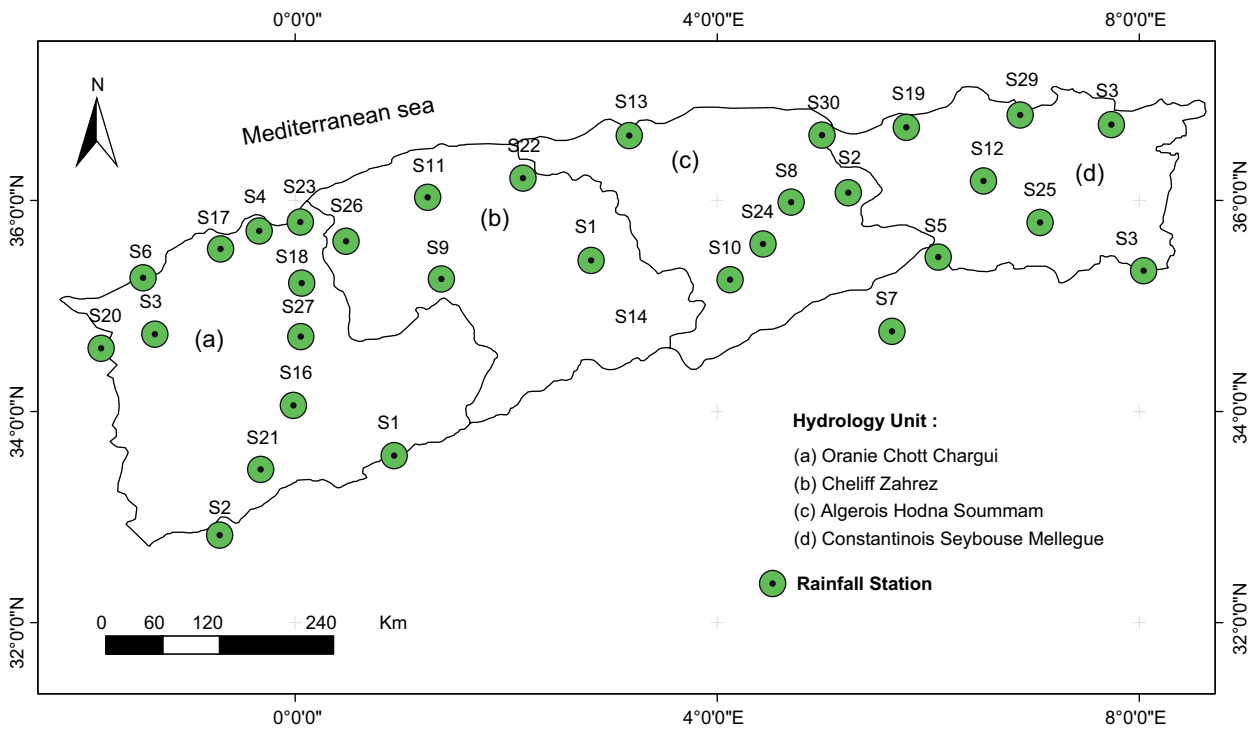 0°0'0"
4°0'0"E
8°0'0"E
N
Mediterranean sea
S13
S30
S19
S29
S3
S22
S11
S23
S4
S17
S26
(b)
(c)
S8
S2
S12
(d)
S25
36°0'0"N
36°0'0"N
S6
S18
S9
S1
S24
S10
S5
S3
S20
S3
(a)
S27
S14
S7
S16
34°0'0"N
34°0'0"N
S21
S1
S2
Hydrology Unit :
(a) Oranie Chott Chargui
(b) Cheliff Zahrez
(c) Algerois Hodna Soummam
(d) Constantinois Seybouse Mellegue
Rainfall Station
0 60 120 240 Km
32°0'0"N
32°0'0"N
0°0'0"
4°0'0"E
8°0'0"E